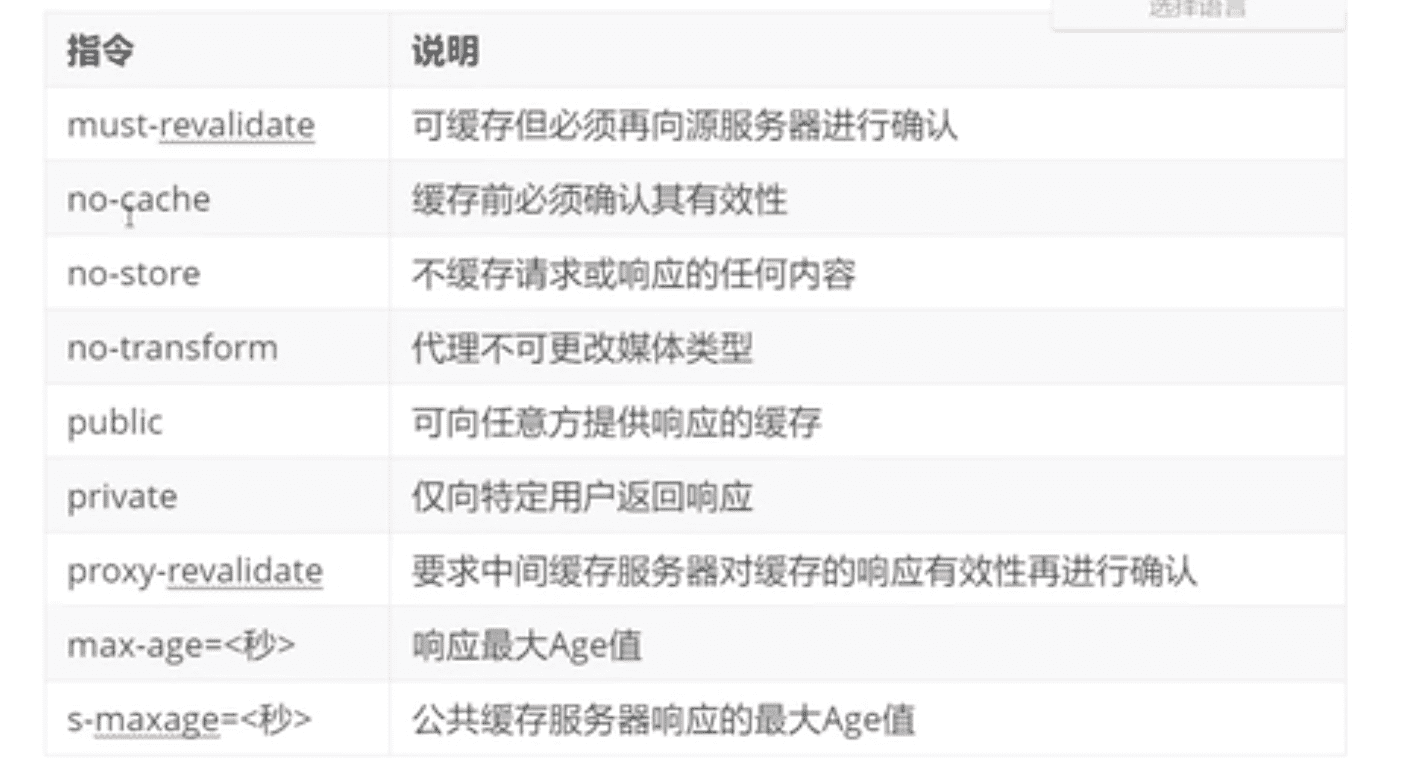 选择语言
指令 说明
must-revalidate 可缓存但必须再向源服务器进行确认
no-cache 缓存前必须确认其有效性
no-store 不缓存请求或响应的任何内容
no-transform 代理不可更改媒体类型
public 可向任意方提供响应的缓存
private 仅向特定用户返回响应
proxy-revalidate 要求中间缓存服务器对缓存的响应有效性再进行确认
max-age=<秒> 响应最大Age值
s-maxage=<秒> 公共缓存服务器响应的最大Age值